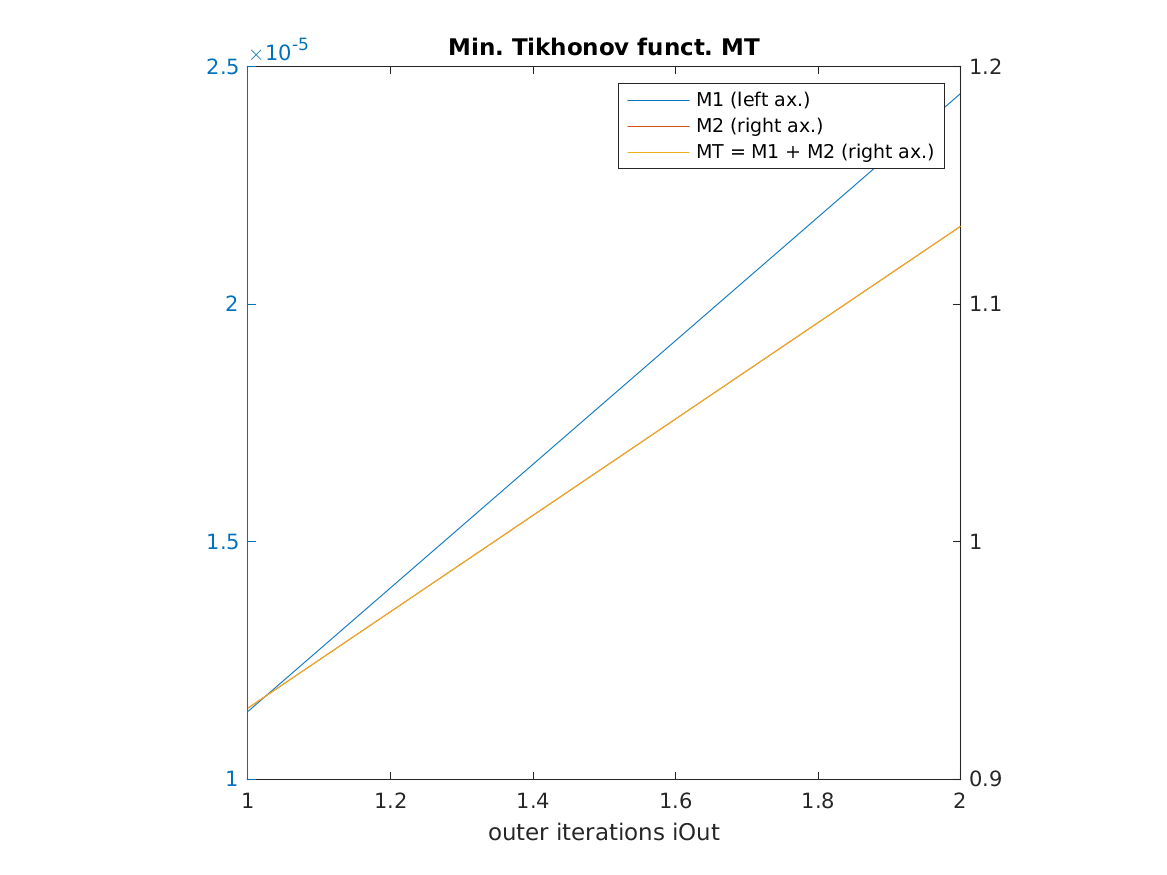 Min. Tikhonov funct. MT
×10-5
2.5
2
1.5
1
1.2
1.1
1
0.9
M1 (left ax.)
M2 (right ax.)
MT = M1 + M2 (right ax.)
1 1.2 1.4 1.6 1.8 2
outer iterations iOut